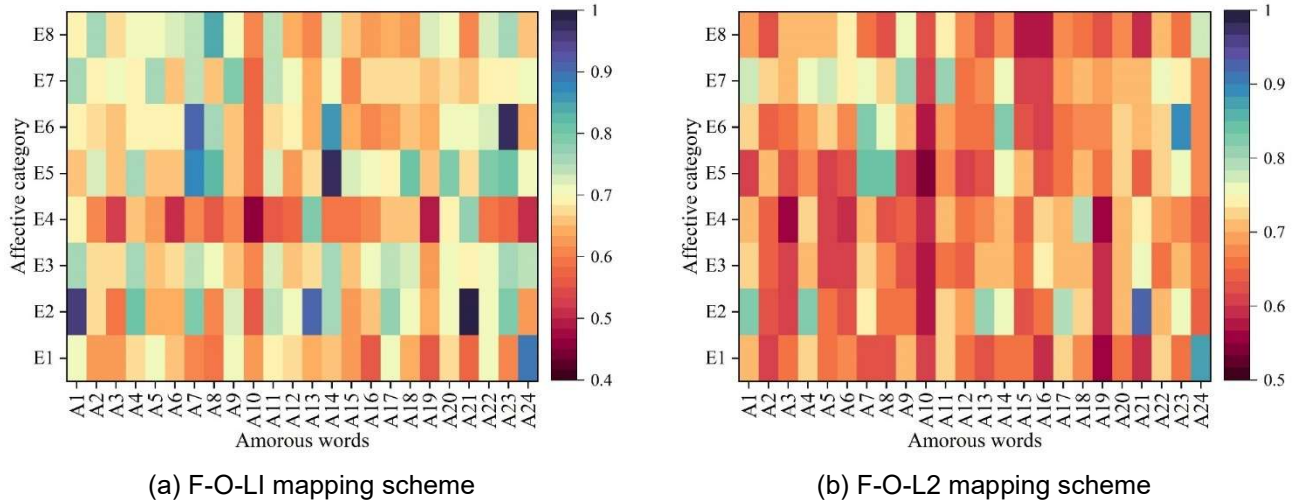 Affective category
E8
E7
E6
E5
E4
E3
E2
E1
A1 A2 A3 A4 A5 A6 A7 A8 A9 A10 A11 A12 A13 A14 A15 A16 A17 A18 A19 A20 A21 A22 A23 A24
Amorous words
1
0.9
0.8
0.7
0.6
0.5
0.4
(a) F-O-LI mapping scheme
Affective category
E8
E7
E6
E5
E4
E3
E2
E1
A1 A2 A3 A4 A5 A6 A7 A8 A9 A10 A11 A12 A13 A14 A15 A16 A17 A18 A19 A20 A21 A22 A23 A24
Amorous words
1
0.9
0.8
0.7
0.6
0.5
(b) F-O-L2 mapping scheme